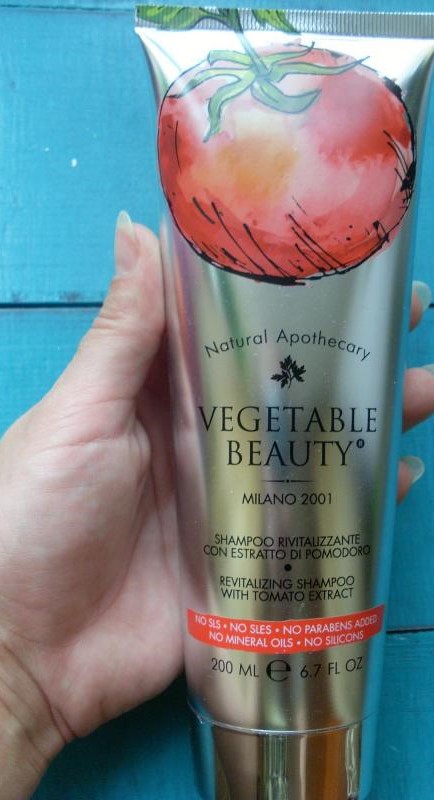 Natural Apothecary
VEGETABLE
BEAUTY®
MILANO 2001
SHAMPOO RIVITALIZZANTE
CON ESTRATTO DI POMODORO
•
REVITALIZING SHAMPOO
WITH TOMATO EXTRACT
NO SLS • NO SLES • NO PARABENS ADDED
NO MINERAL OILS • NO SILICONS
200 ML ℮ 6.7 FL OZ